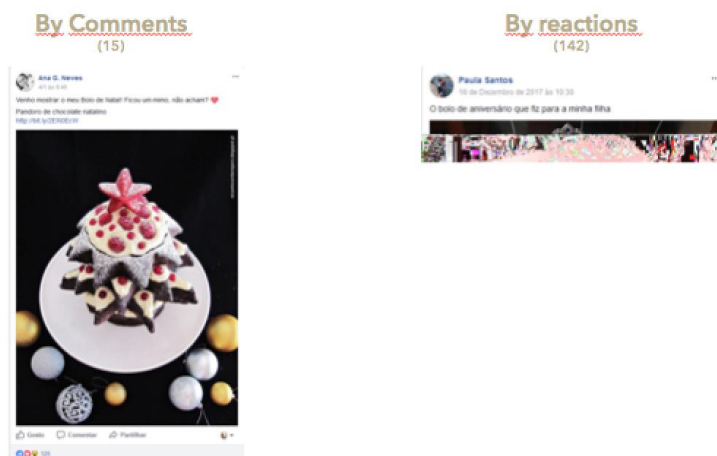 By Comments
(15)
Ana G. Neves
Venho mostrar o meu Bolo de Natal! Ficou um mimo, não acham?
Pandoro de chocolate natalino
Gosto Comentar Partilhar
125
By reactions
(142)
Paula Santos
16 de Dezembro de 2017 às 10:39
O bolo de aniversário que fiz para a minha filha